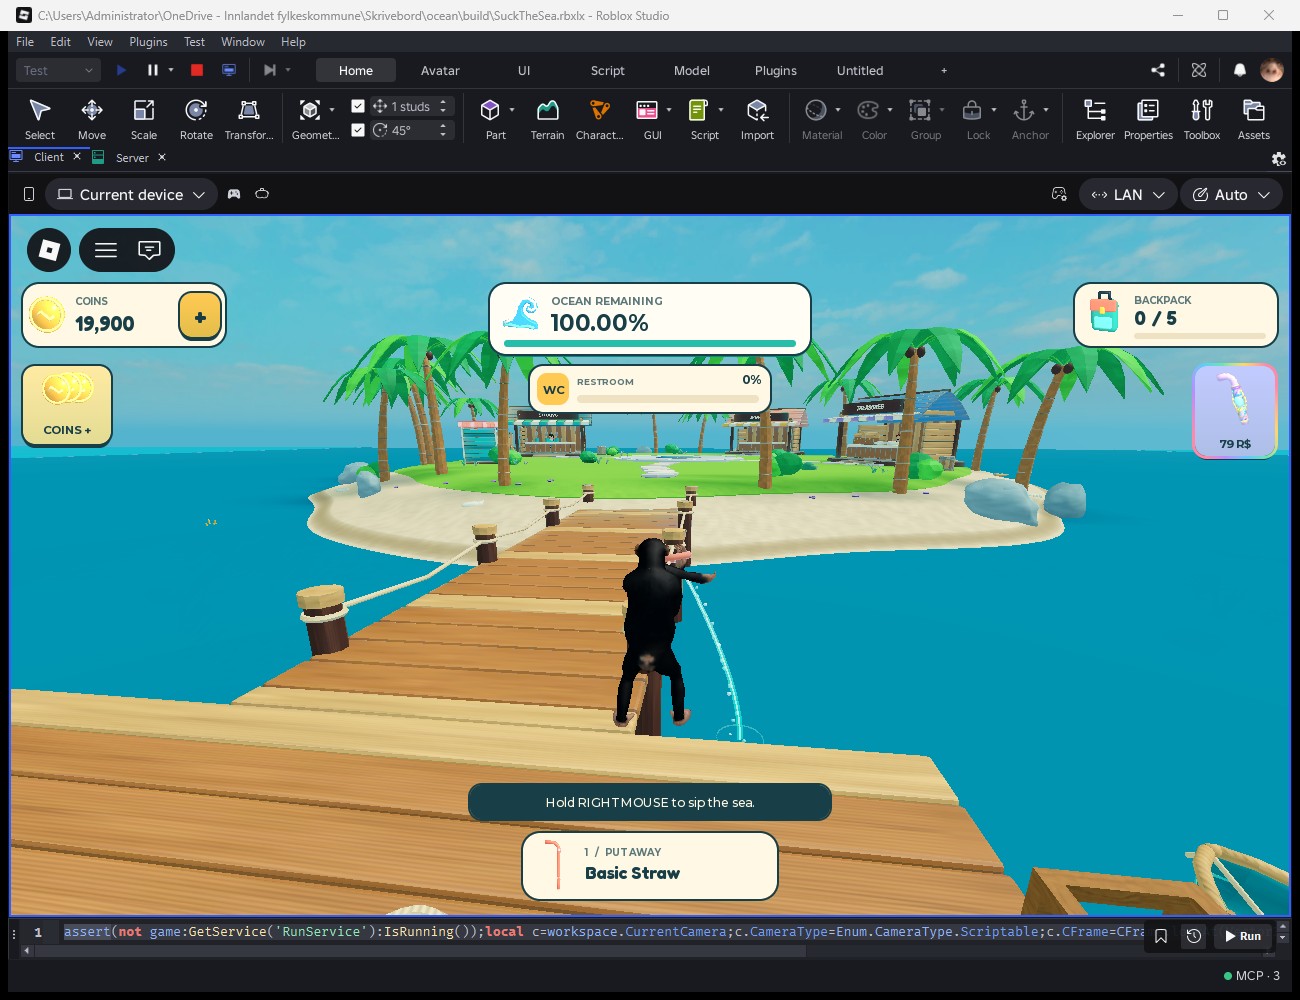 C:\Users\Administrator\OneDrive - Innlandet fylkeskommune\Skrivebord\ocean\build\SuckTheSea.rbxlx - Roblox Studio
File Edit View Plugins Test Window Help
Test Home Avatar UI Script Model Plugins Untitled +
1 studs
45°
Select Move Scale Rotate Transfor... Geomet... Part Terrain Charact... GUI Script Import Material Color Group Lock Anchor Explorer Properties Toolbox Assets
Client Server
Current device LAN Auto
COINS
19,900
+
OCEAN REMAINING
100.00%
BACKPACK
0 / 5
WC RESTROOM 0%
COINS +
79 R$
Hold RIGHT MOUSE to sip the sea.
1 / PUT AWAY
Basic Straw
1 assert(not game:GetService('RunService'):IsRunning());local c=workspace.CurrentCamera;c.CameraType=Enum.CameraType.Scriptable;c.CFrame=CFra
Run
MCP · 3